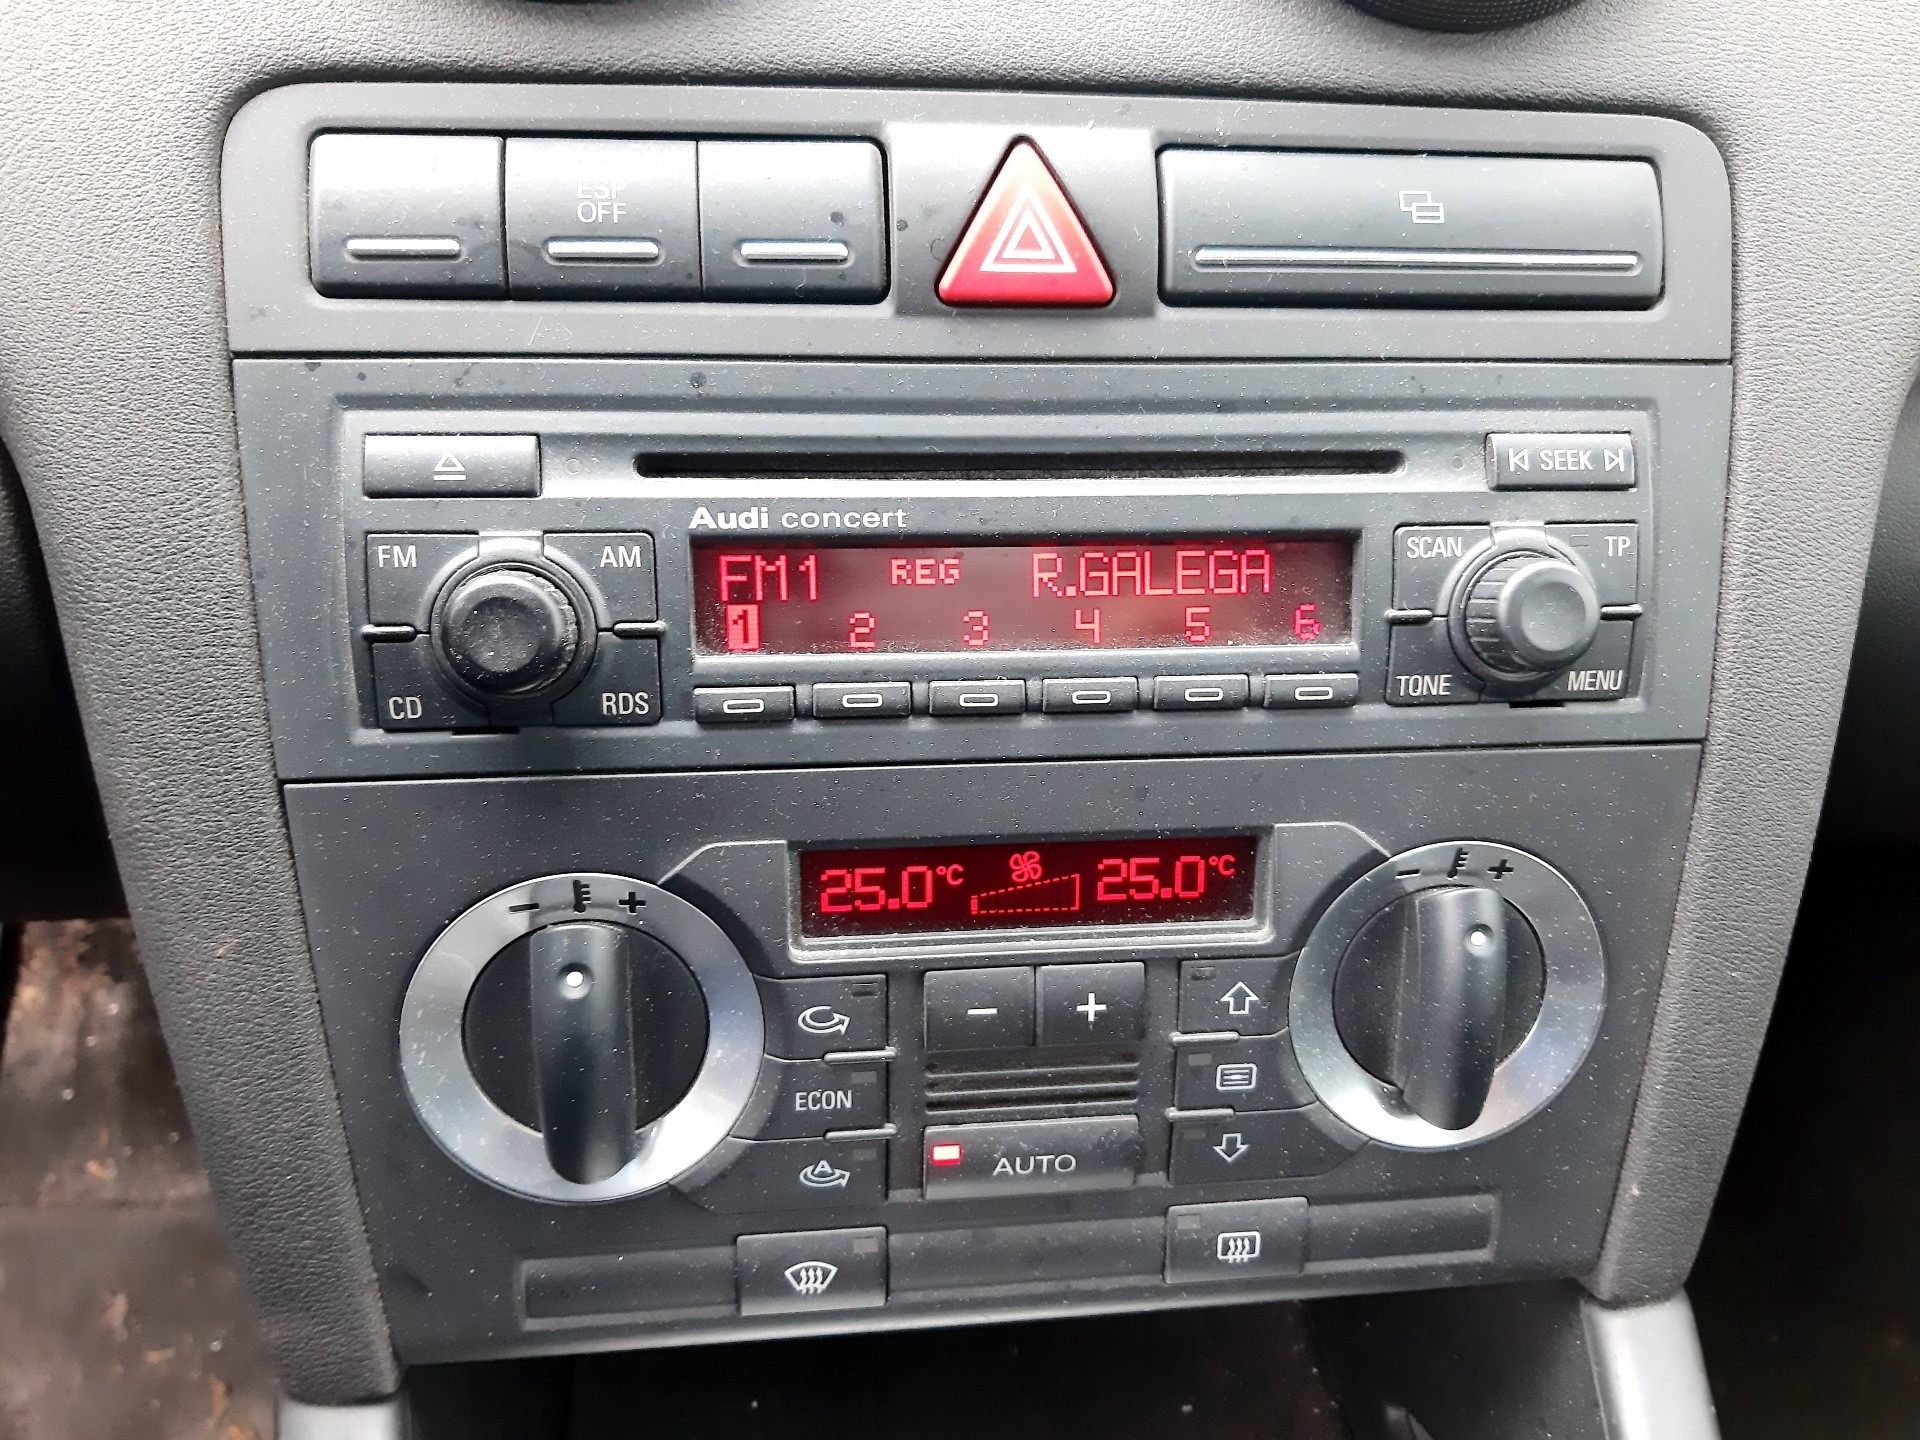 ESP
OFF
SEEK
Audi concert
FM
AM
CD
RDS
FM1 REG R.GALEGA
1 2 3 4 5 6
SCAN
TP
TONE
MENU
25.0°C 25.0°C
- +
- +
- +
ECON
A
AUTO